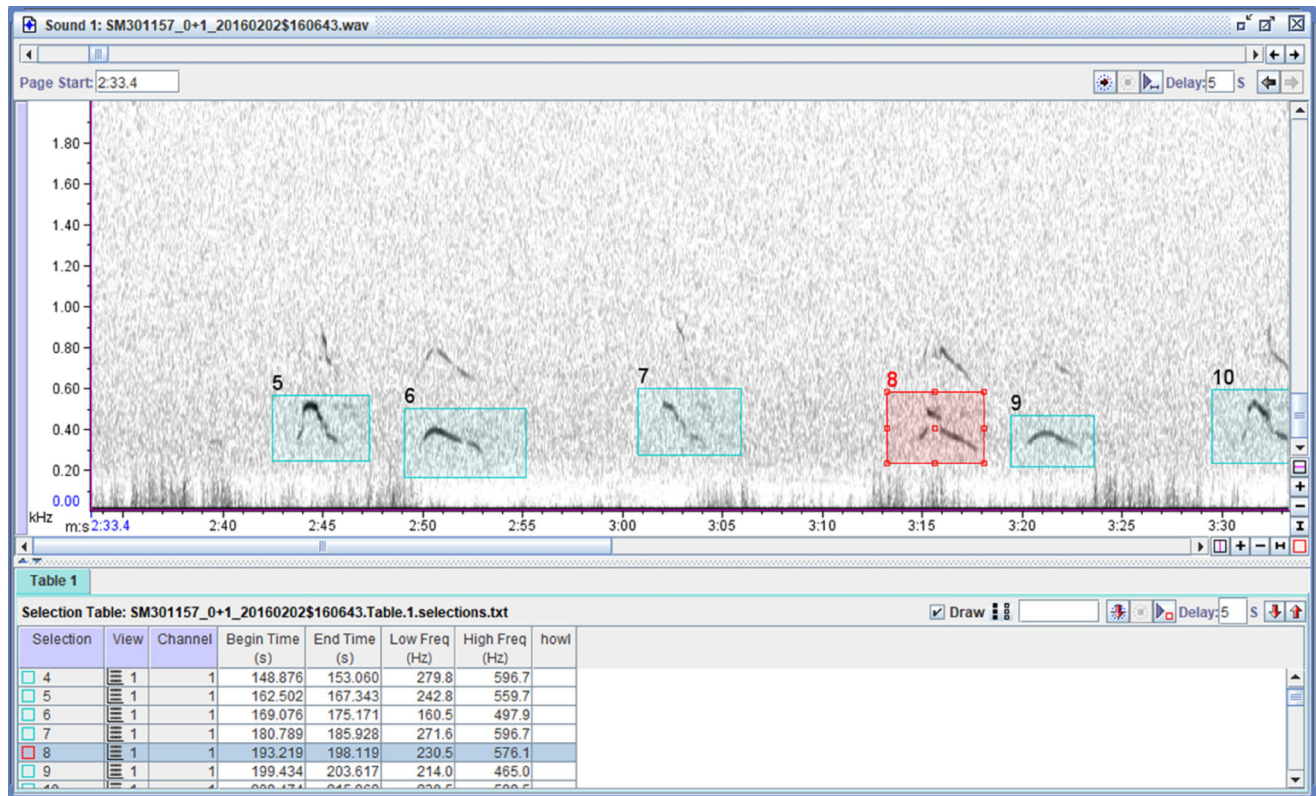 Sound 1: SM301157_0+1_20160202$160643.wav
Page Start: 2:33.4
Delay: 5 S
1.80
1.60
1.40
1.20
1.00
0.80
0.60
0.40
0.20
0.00
kHz
5
6
7
8
9
10
m:s 2:33.4 2:40 2:45 2:50 2:55 3:00 3:05 3:10 3:15 3:20 3:25 3:30
Table 1
Selection Table: SM301157_0+1_20160202$160643.Table.1.selections.txt
Draw
Delay: 5 S
Selection View Channel Begin Time (s) End Time (s) Low Freq (Hz) High Freq (Hz) howl
4 1 1 148.876 153.060 279.8 596.7
5 1 1 162.502 167.343 242.8 559.7
6 1 1 169.076 175.171 160.5 497.9
7 1 1 180.789 185.928 271.6 596.7
8 1 1 193.219 198.119 230.5 576.1
9 1 1 199.434 203.617 214.0 465.0